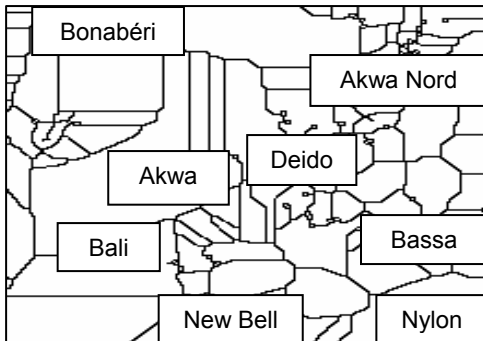 Bonabéri
Akwa Nord
Deido
Akwa
Bassa
Bali
New Bell
Nylon